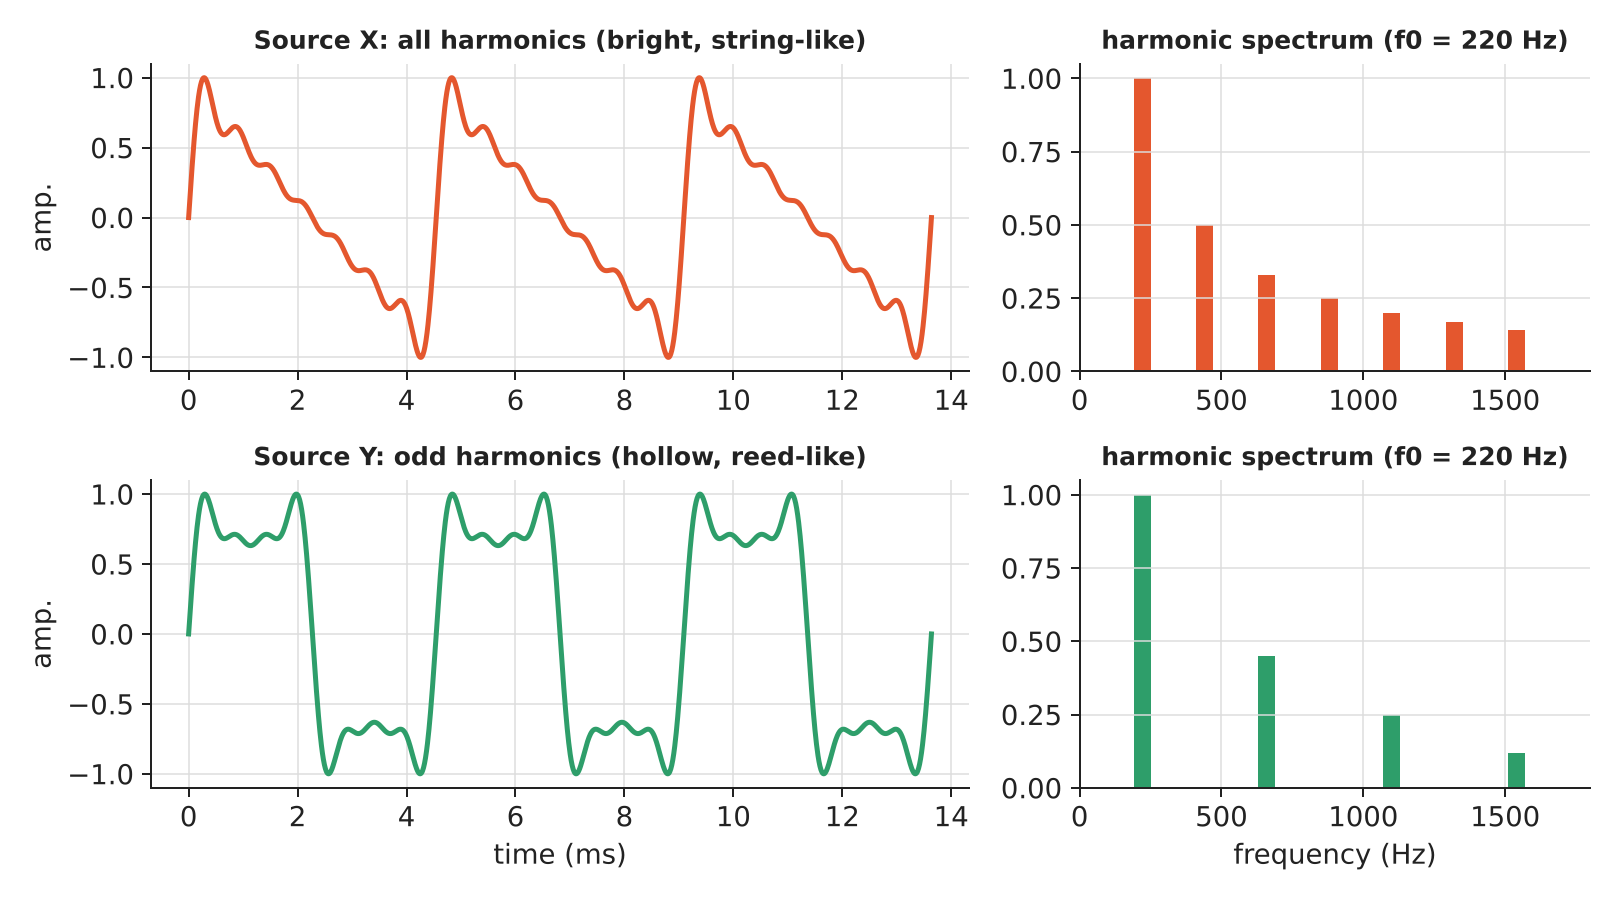 Source X: all harmonics (bright, string-like)
harmonic spectrum (f0 = 220 Hz)
amp.
1.0
0.5
0.0
−0.5
−1.0
0 2 4 6 8 10 12 14
1.00
0.75
0.50
0.25
0.00
0 500 1000 1500
Source Y: odd harmonics (hollow, reed-like)
harmonic spectrum (f0 = 220 Hz)
amp.
1.0
0.5
0.0
−0.5
−1.0
0 2 4 6 8 10 12 14
time (ms)
1.00
0.75
0.50
0.25
0.00
0 500 1000 1500
frequency (Hz)